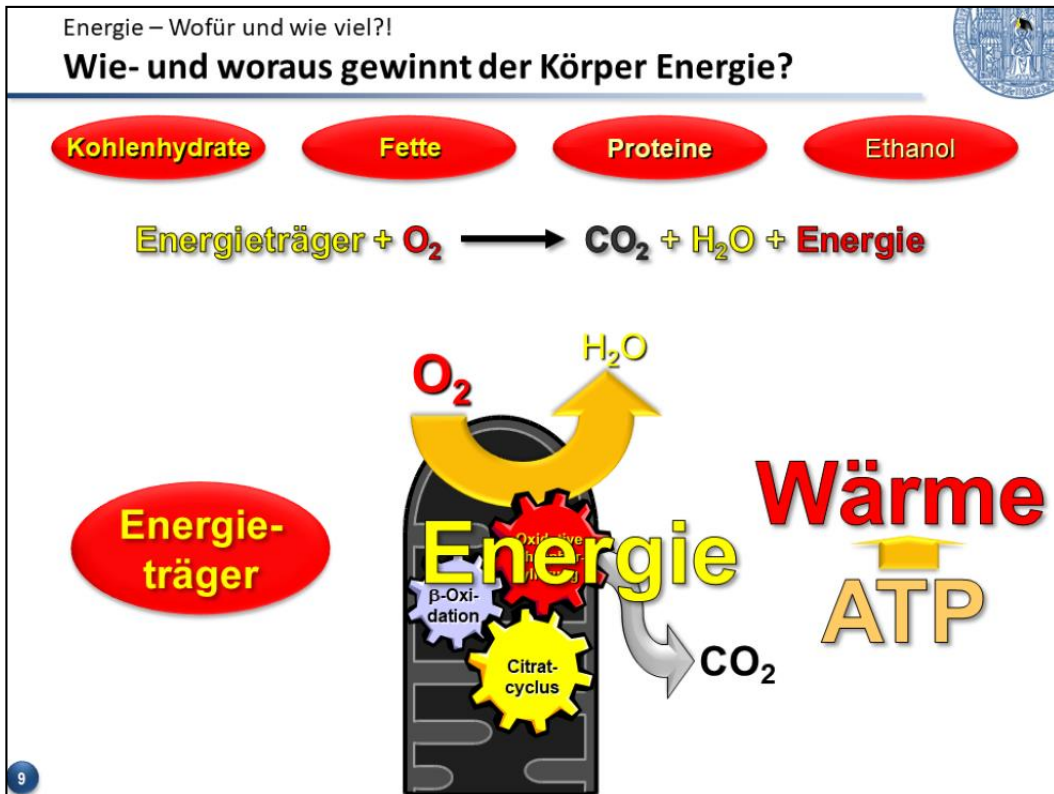 Energie – Wofür und wie viel?!
Wie- und woraus gewinnt der Körper Energie?
Kohlenhydrate
Fette
Proteine
Ethanol
Energieträger + O₂ → CO₂ + H₂O + Energie
O₂
H₂O
Energie-
träger
Energie
Oxidative
β-Oxi-
dation
Citrat-
cyclus
CO₂
Wärme
ATP
9